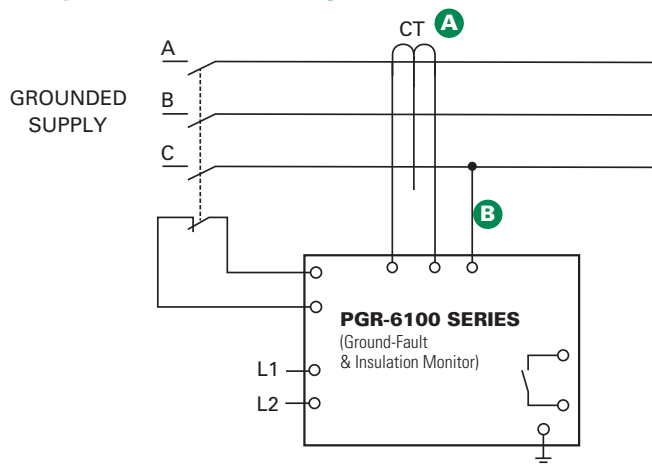 CT A
A
GROUNDED
SUPPLY
B
C
B
PGR-6100 SERIES
(Ground-Fault
& Insulation Monitor)
L1
L2